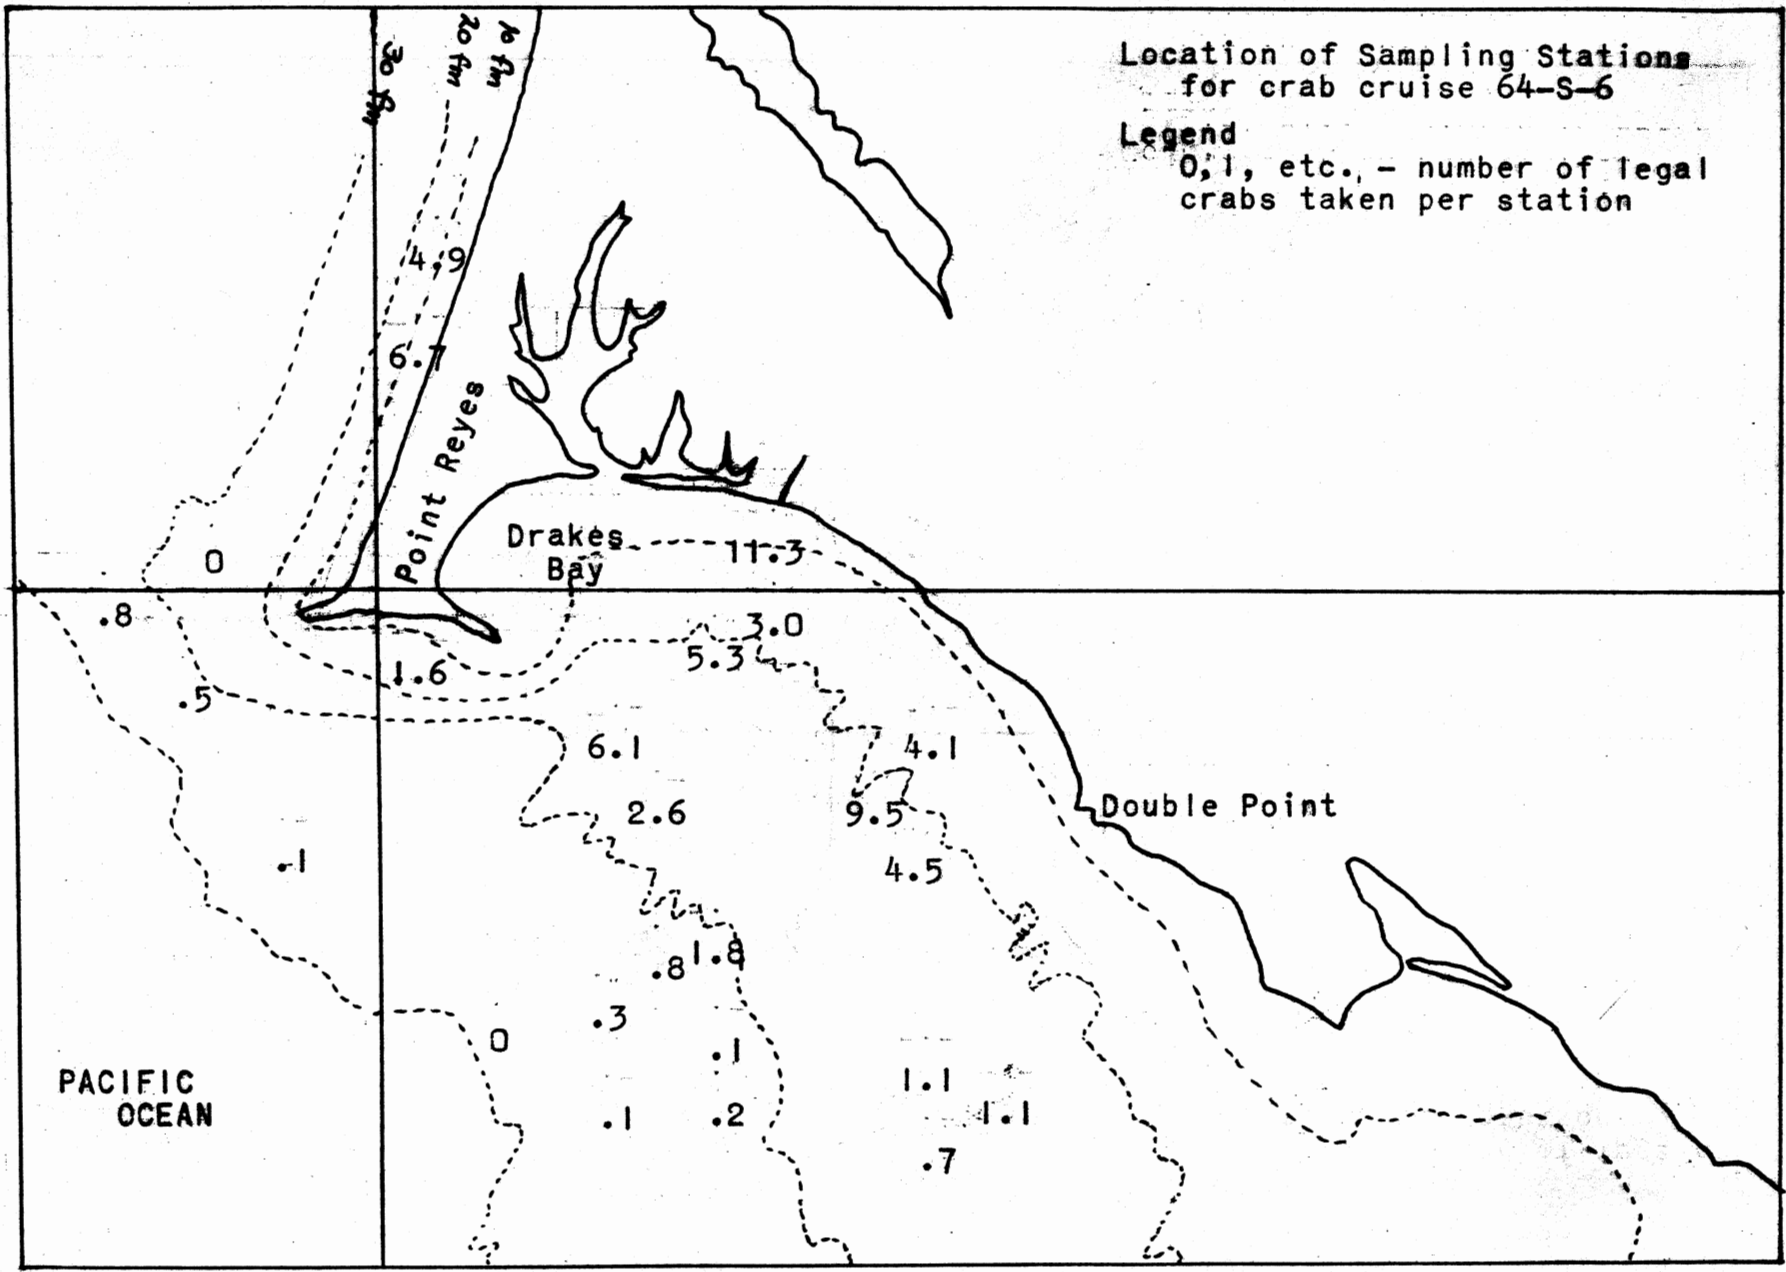 Location of Sampling Stations
for crab cruise 64-S-6
Legend
0, 1, etc., - number of legal
crabs taken per station
30 fm
20 fm
10 fm
4.9
6.7
Point Reyes
Drakes
Bay
11.3
0
.8
3.0
5.3
1.6
.5
6.1
4.1
2.6
9.5
Double Point
.1
4.5
1.8
.8
.3
0
.1
PACIFIC
OCEAN
1.1
.1
.2
1.1
.7